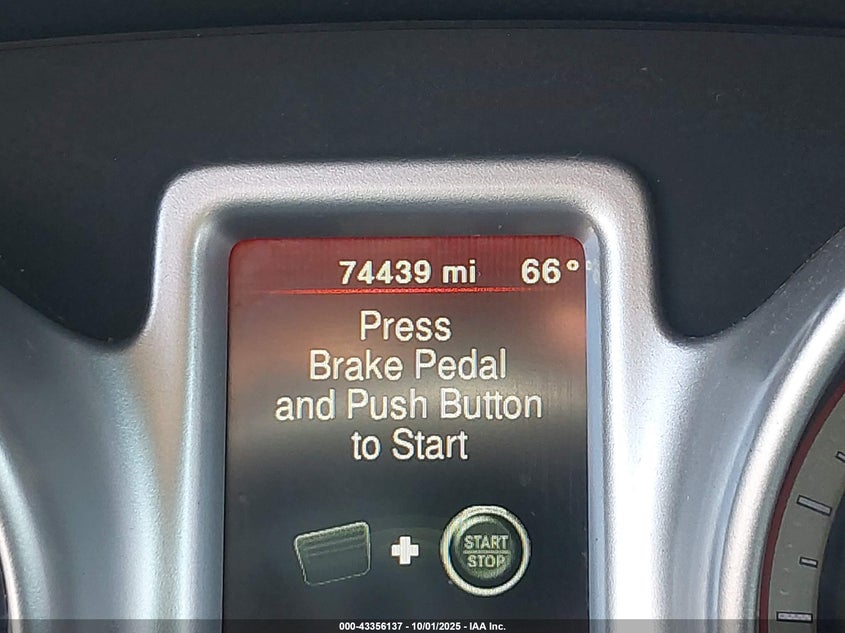 74439 mi 66°
Press
Brake Pedal
and Push Button
to Start
START
STOP
000-43356137 - 10/01/2025 - IAA Inc.